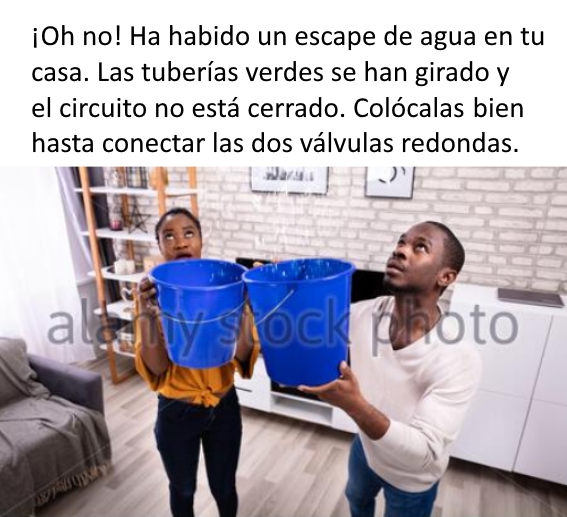 ¡Oh no! Ha habido un escape de agua en tu
casa. Las tuberías verdes se han girado y
el circuito no está cerrado. Colócalas bien
hasta conectar las dos válvulas redondas.
alamy stock photo